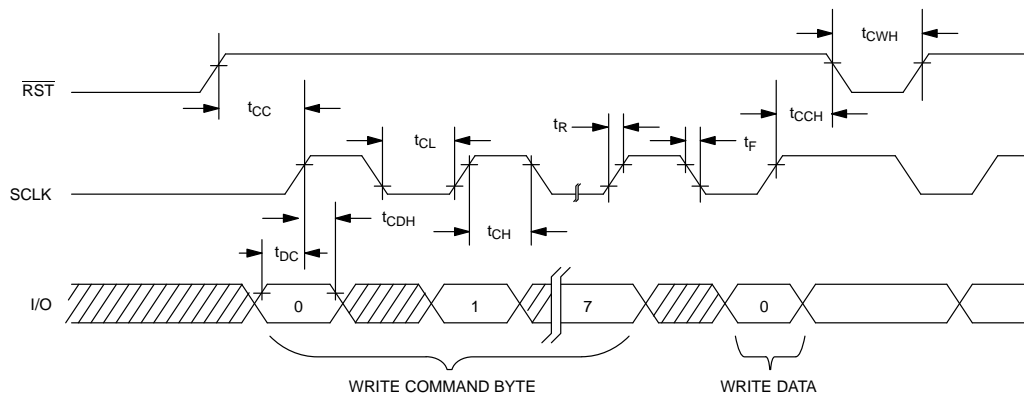 t_CWH
RST
t_CC
t_CCH
t_R
t_CL
t_F
SCLK
t_CDH
t_CH
t_DC
I/O
0
1
7
0
WRITE COMMAND BYTE
WRITE DATA